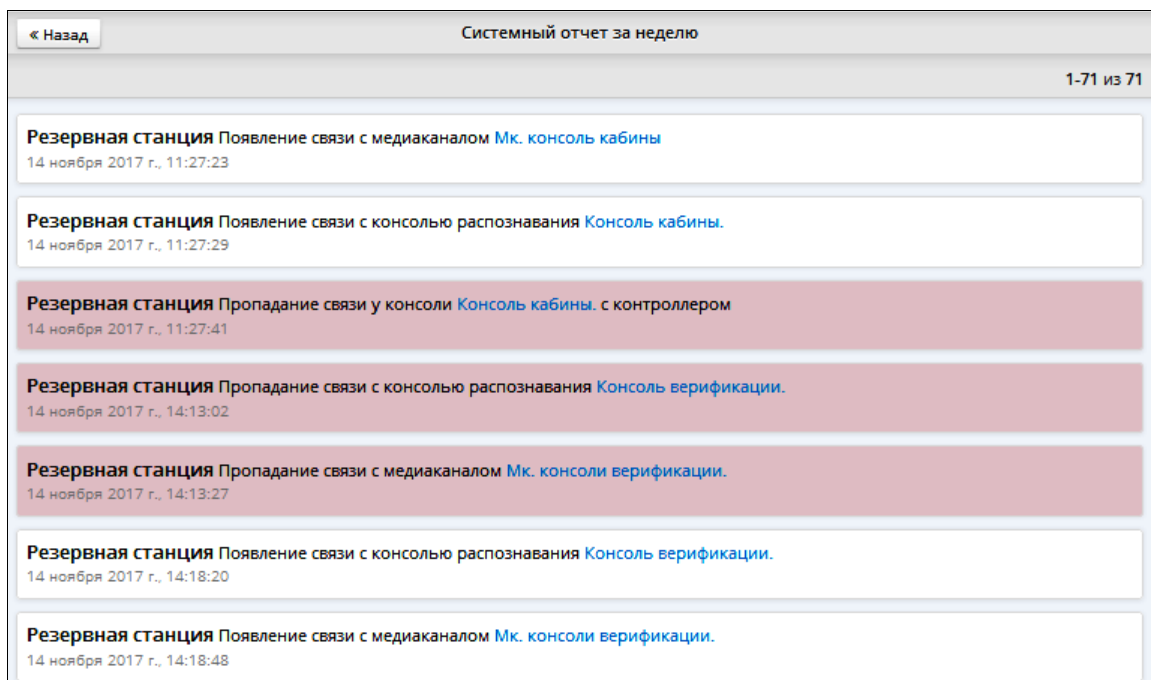 « Назад
Системный отчет за неделю
1-71 из 71
Резервная станция Появление связи с медиаканалом Мк. консоль кабины
14 ноября 2017 г., 11:27:23
Резервная станция Появление связи с консолью распознавания Консоль кабины.
14 ноября 2017 г., 11:27:29
Резервная станция Пропадание связи у консоли Консоль кабины. с контроллером
14 ноября 2017 г., 11:27:41
Резервная станция Пропадание связи с консолью распознавания Консоль верификации.
14 ноября 2017 г., 14:13:02
Резервная станция Пропадание связи с медиаканалом Мк. консоли верификации.
14 ноября 2017 г., 14:13:27
Резервная станция Появление связи с консолью распознавания Консоль верификации.
14 ноября 2017 г., 14:18:20
Резервная станция Появление связи с медиаканалом Мк. консоли верификации.
14 ноября 2017 г., 14:18:48